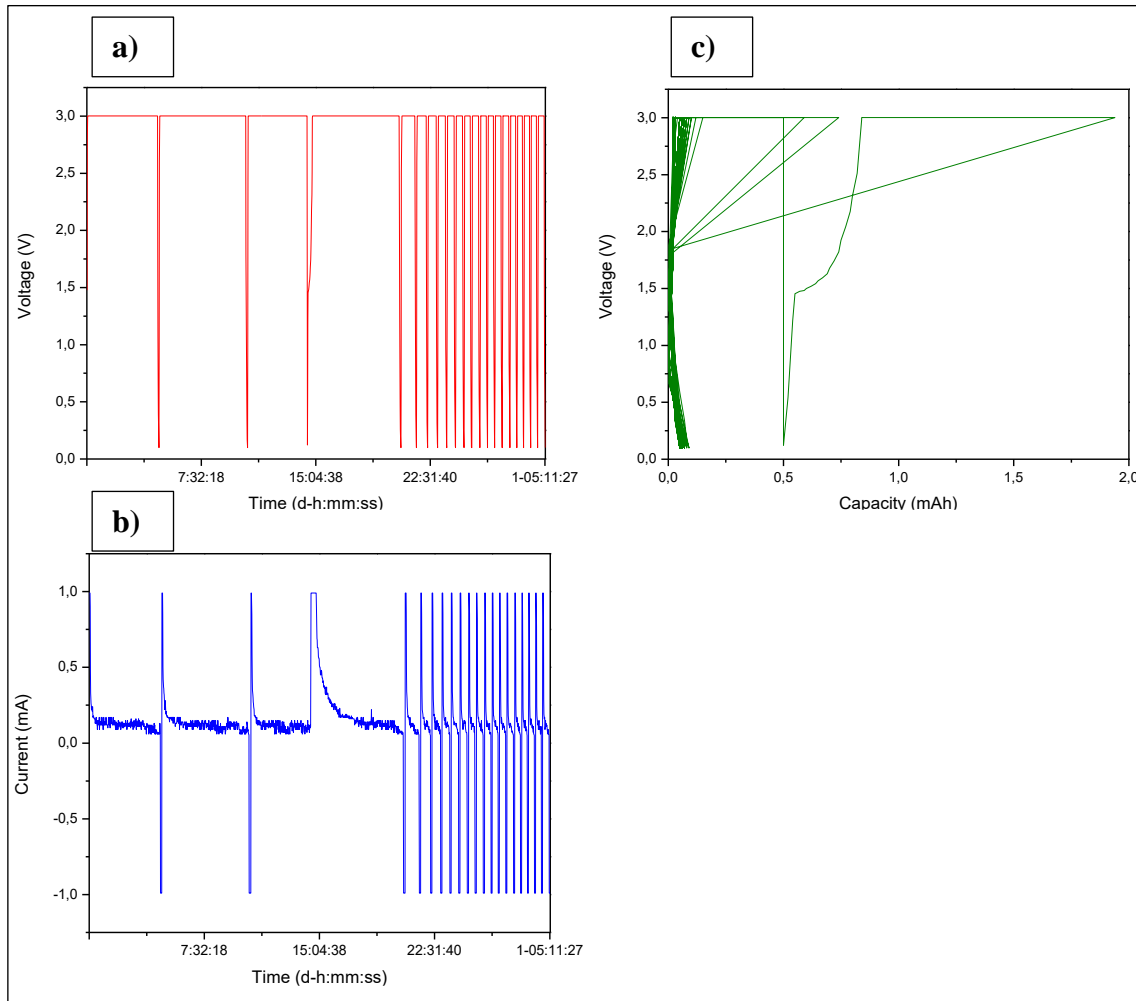 a)
3,0
2,5
2,0
1,5
1,0
0,5
0,0
Voltage (V)
7:32:18 15:04:38 22:31:40 1-05:11:27
Time (d-h:mm:ss)
c)
3,0
2,5
2,0
1,5
1,0
0,5
0,0
Voltage (V)
0,0 0,5 1,0 1,5 2,0
Capacity (mAh)
b)
1,0
0,5
0,0
-0,5
-1,0
Current (mA)
7:32:18 15:04:38 22:31:40 1-05:11:27
Time (d-h:mm:ss)